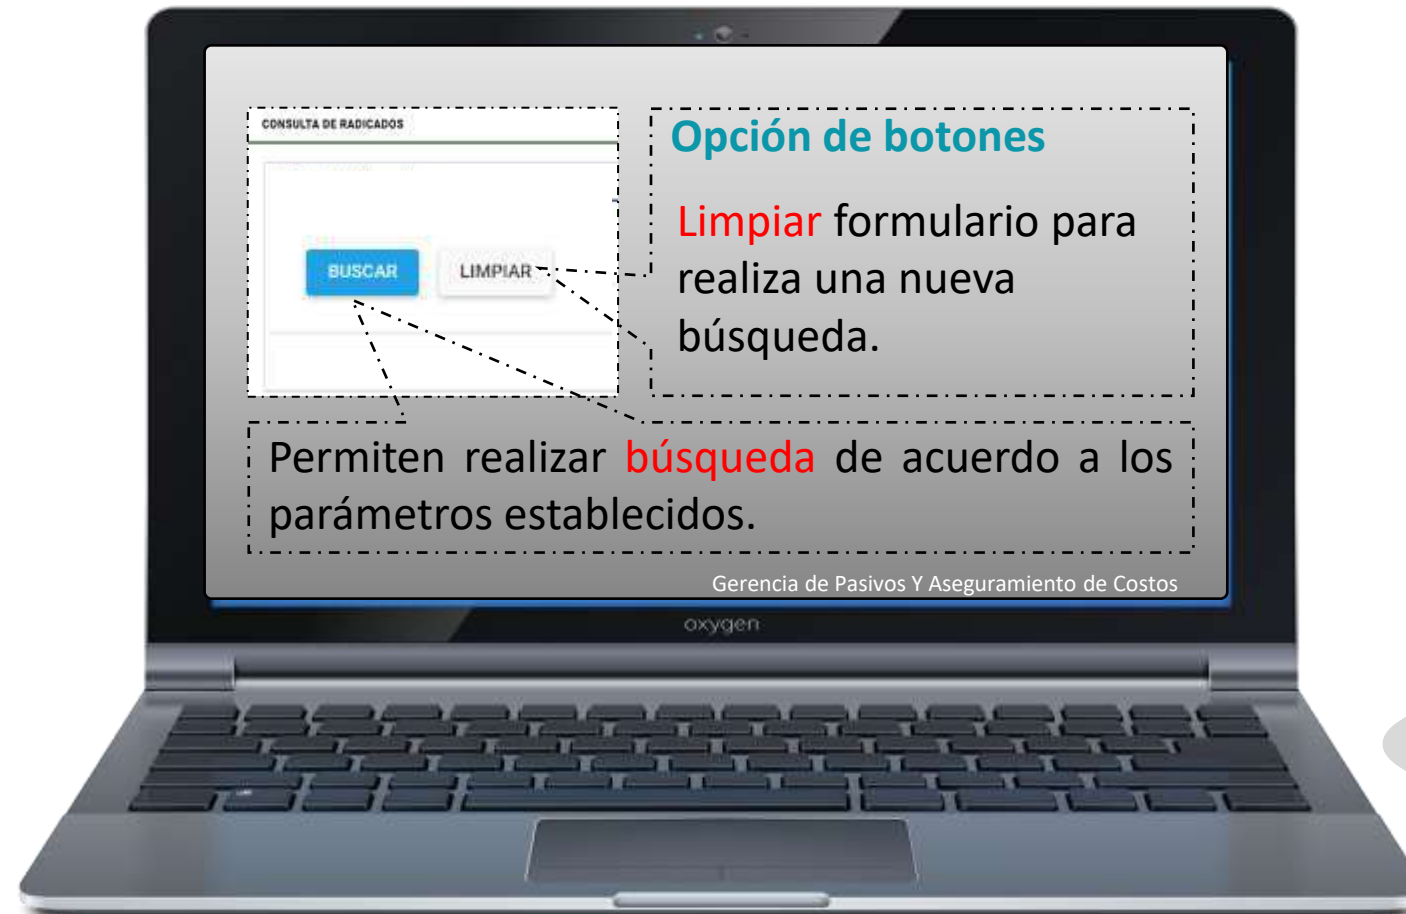 CONSULTA DE RADICADOS
BUSCAR
LIMPIAR
Opción de botones
Limpiar formulario para
realiza una nueva
búsqueda.
Permiten realizar búsqueda de acuerdo a los
parámetros establecidos.
Gerencia de Pasivos Y Aseguramiento de Costos
oxygen